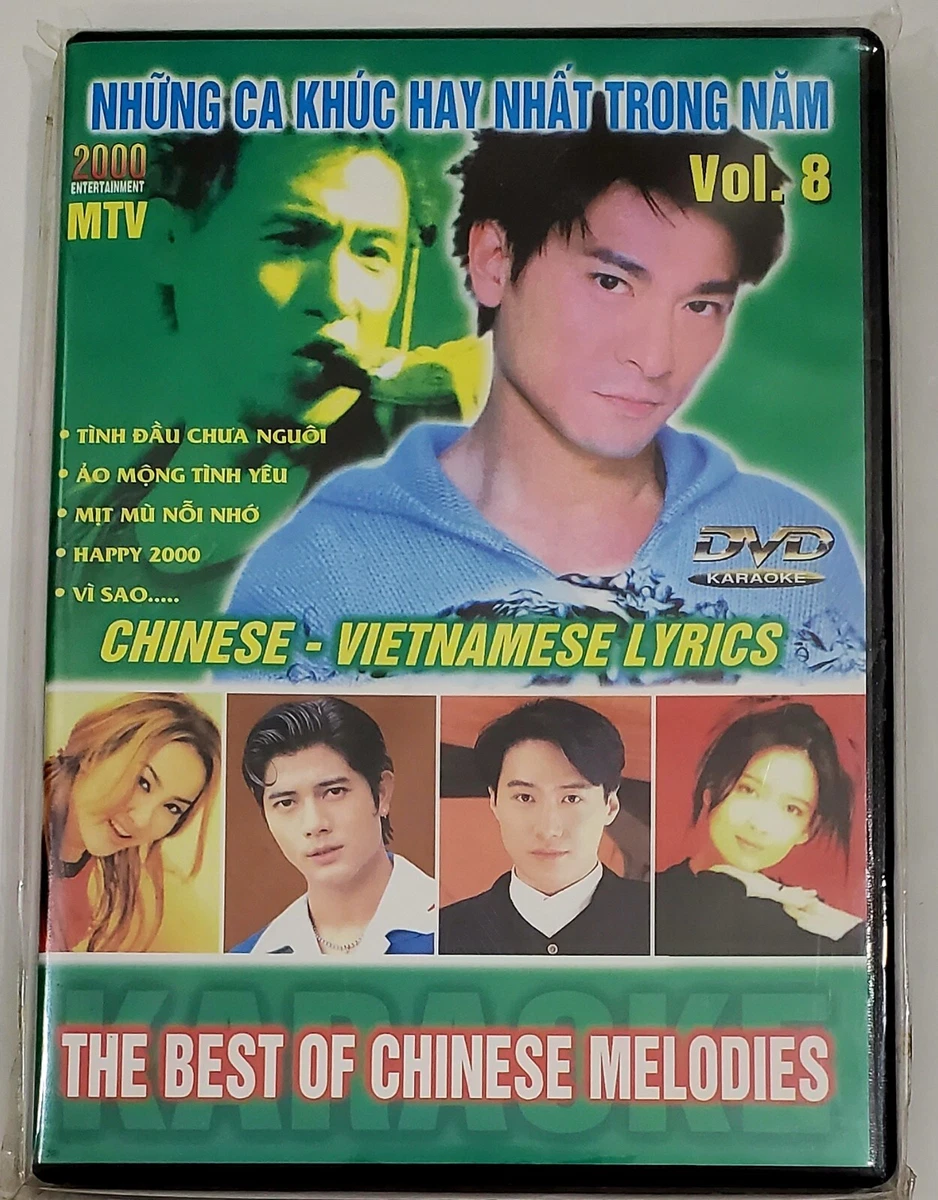 NHỮNG CA KHÚC HAY NHẤT TRONG NĂM
2000
ENTERTAINMENT
MTV
Vol. 8
• TÌNH ĐẦU CHƯA NGUÔI
• ẢO MỘNG TÌNH YÊU
• MỊT MÙ NỖI NHỚ
• HAPPY 2000
• VÌ SAO.....
DVD
KARAOKE
CHINESE - VIETNAMESE LYRICS
KARAOKE
THE BEST OF CHINESE MELODIES